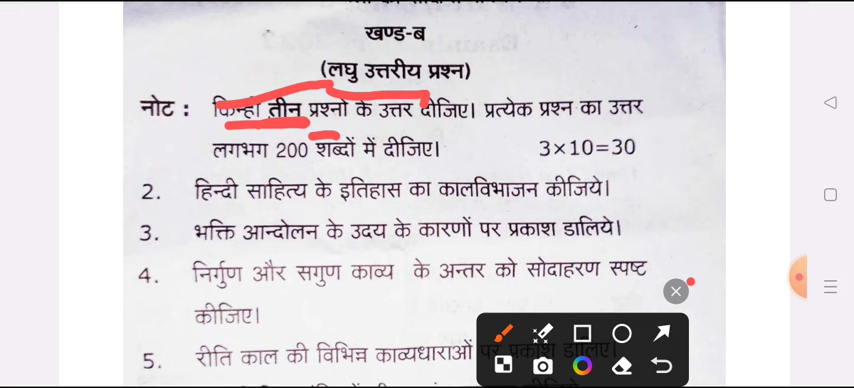 खण्ड-ब
(लघु उत्तरीय प्रश्न)
नोट : किन्हीं तीन प्रश्नों के उत्तर दीजिए। प्रत्येक प्रश्न का उत्तर
लगभग 200 शब्दों में दीजिए। 3×10=30
2. हिन्दी साहित्य के इतिहास का कालविभाजन कीजिये।
3. भक्ति आन्दोलन के उदय के कारणों पर प्रकाश डालिये।
4. निर्गुण और सगुण काव्य के अन्तर को सोदाहरण स्पष्ट
कीजिए।
5. रीति काल की विभिन्न काव्यधाराओं पर प्रकाश डालिए।